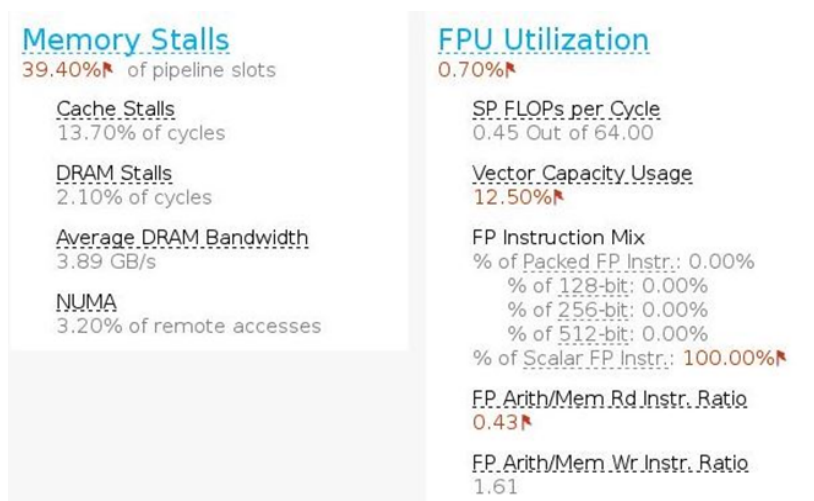 Memory Stalls
39.40% of pipeline slots
Cache Stalls
13.70% of cycles
DRAM Stalls
2.10% of cycles
Average DRAM Bandwidth
3.89 GB/s
NUMA
3.20% of remote accesses
FPU Utilization
0.70%
SP FLOPs per Cycle
0.45 Out of 64.00
Vector Capacity Usage
12.50%
FP Instruction Mix
% of Packed FP Instr.: 0.00%
% of 128-bit: 0.00%
% of 256-bit: 0.00%
% of 512-bit: 0.00%
% of Scalar FP Instr.: 100.00%
FP Arith/Mem Rd Instr. Ratio
0.43
FP Arith/Mem Wr Instr. Ratio
1.61